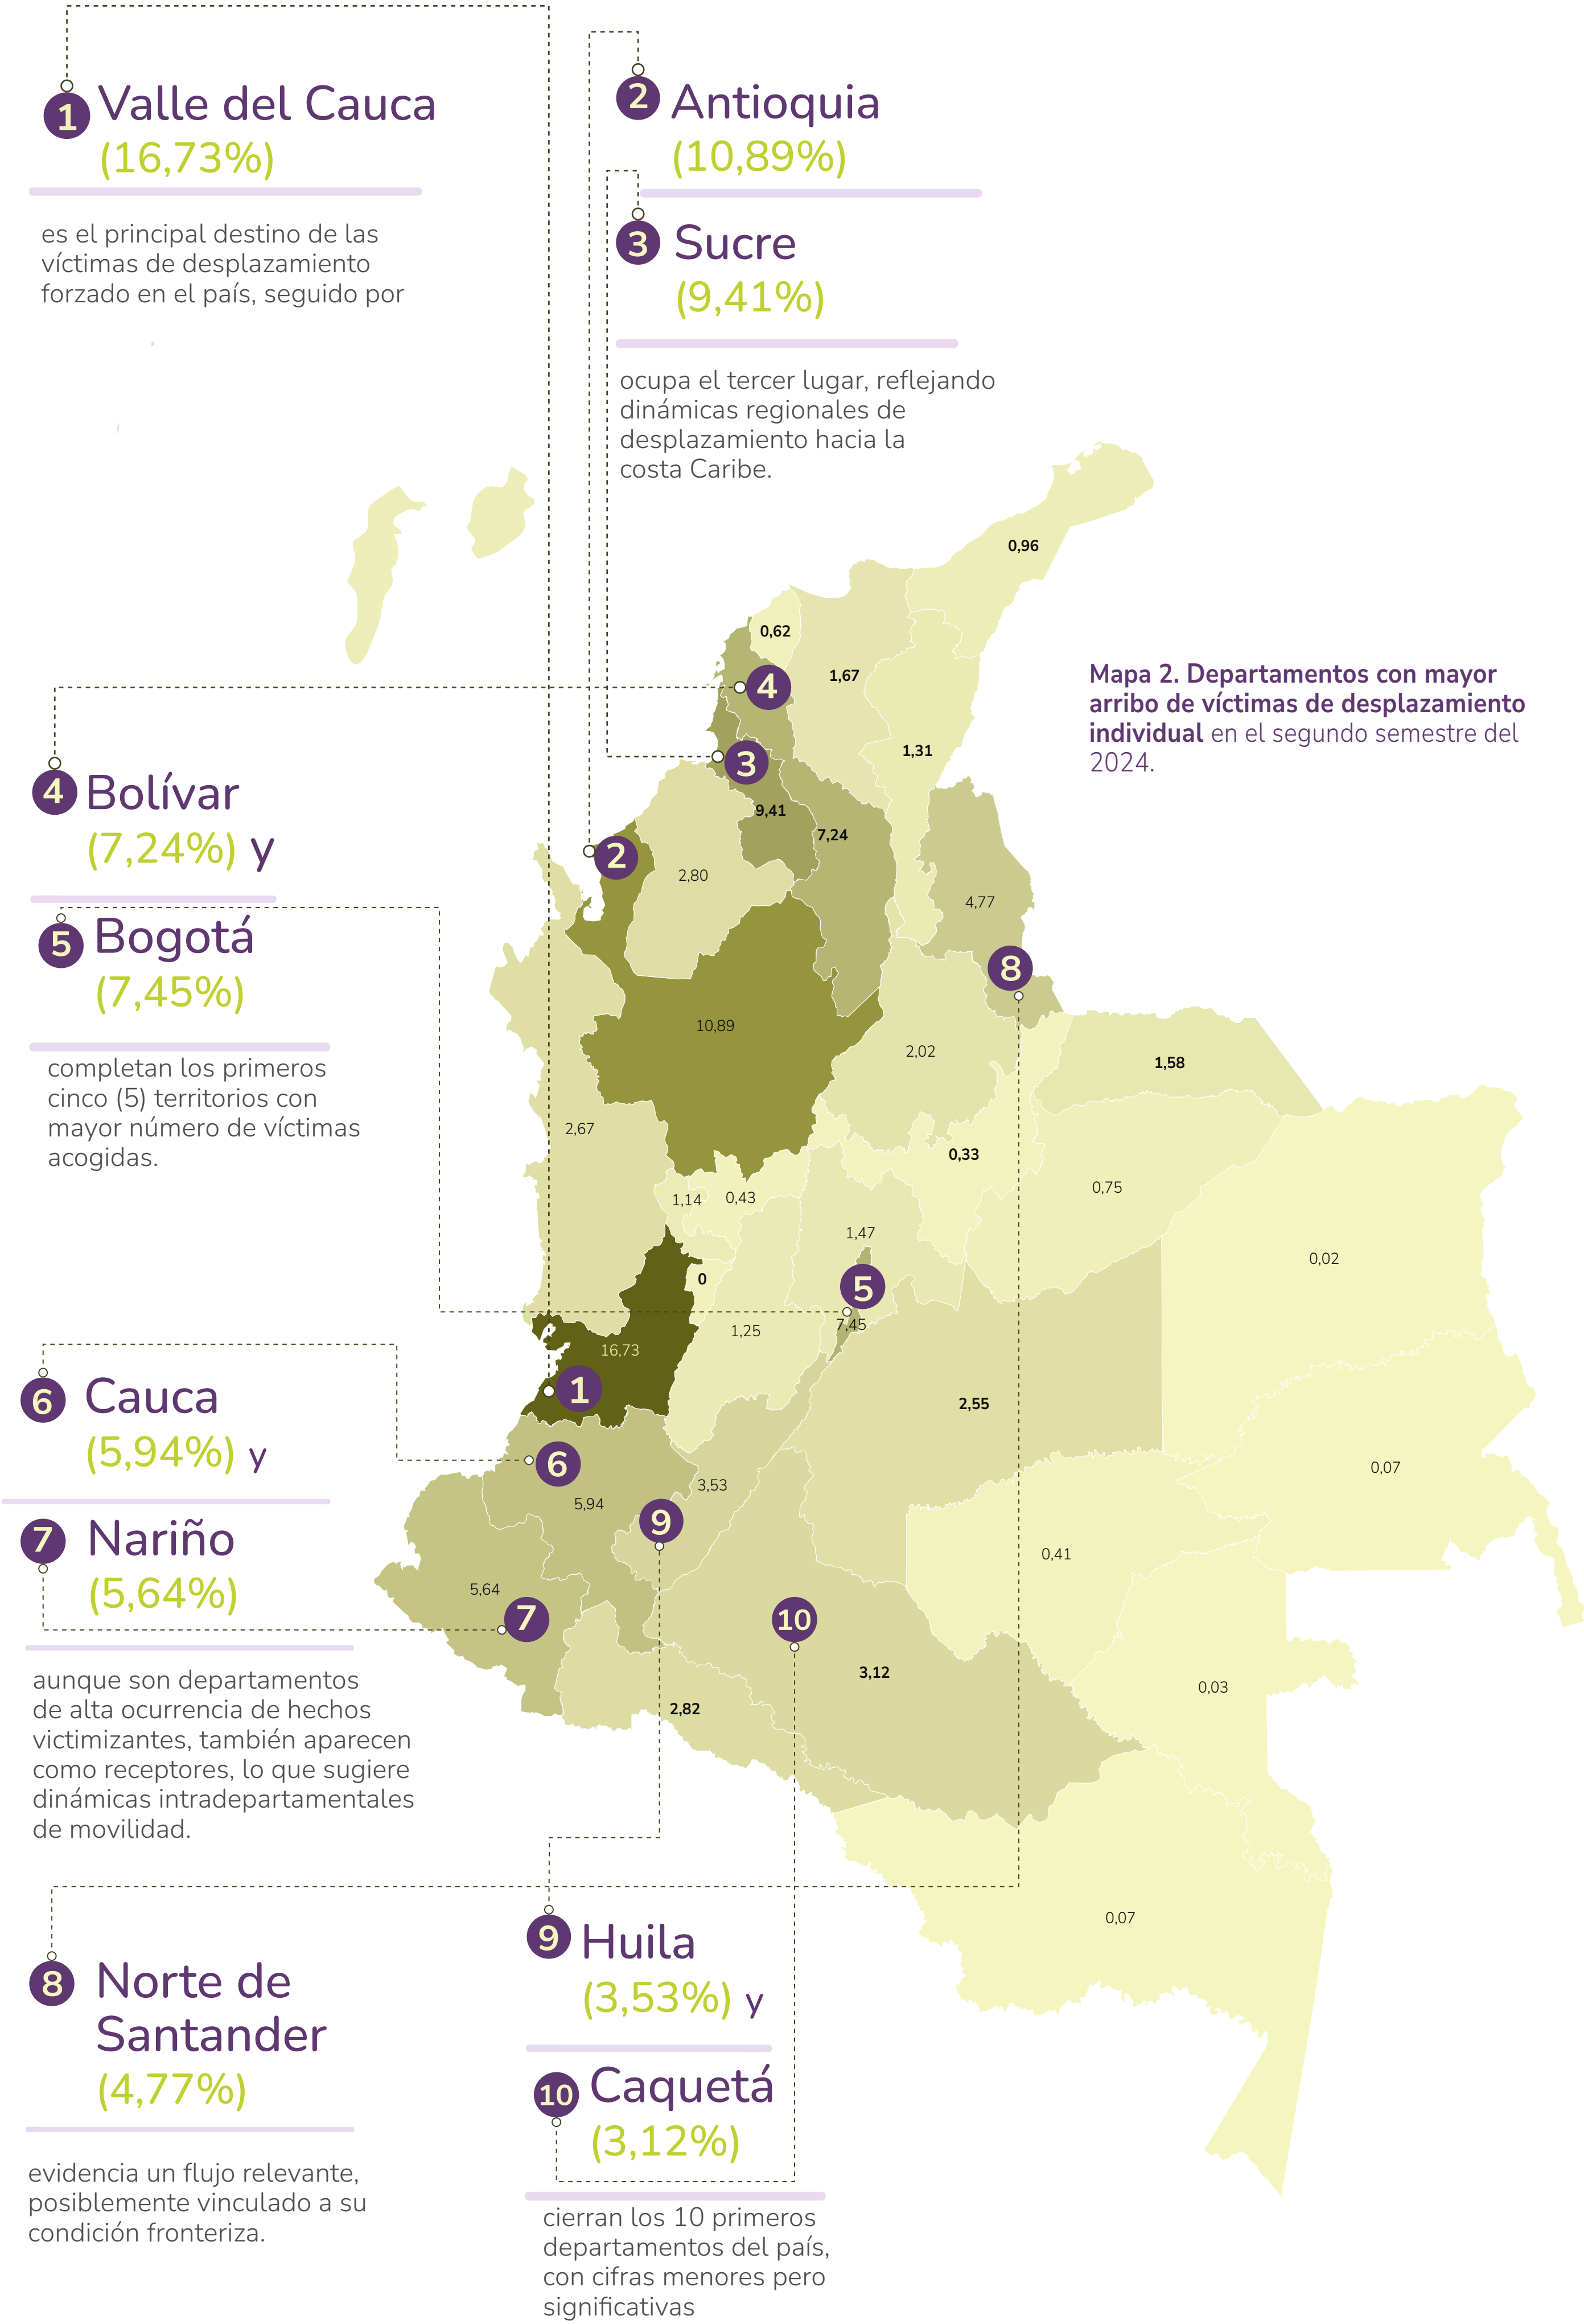 1 Valle del Cauca
(16,73%)
es el principal destino de las
víctimas de desplazamiento
forzado en el país, seguido por
2 Antioquia
(10,89%)
3 Sucre
(9,41%)
ocupa el tercer lugar, reflejando
dinámicas regionales de
desplazamiento hacia la
costa Caribe.
Mapa 2. Departamentos con mayor
arribo de víctimas de desplazamiento
individual en el segundo semestre del
2024.
4 Bolívar
(7,24%) y
5 Bogotá
(7,45%)
completan los primeros
cinco (5) territorios con
mayor número de víctimas
acogidas.
6 Cauca
(5,94%) y
7 Nariño
(5,64%)
aunque son departamentos
de alta ocurrencia de hechos
victimizantes, también aparecen
como receptores, lo que sugiere
dinámicas intradepartamentales
de movilidad.
8 Norte de
Santander
(4,77%)
evidencia un flujo relevante,
posiblemente vinculado a su
condición fronteriza.
9 Huila
(3,53%) y
10 Caquetá
(3,12%)
cierran los 10 primeros
departamentos del país,
con cifras menores pero
significativas
0,96
0,62
1,67
4
1,31
3
9,41
7,24
2
2,80
4,77
8
10,89
2,02
1,58
2,67
0,33
0,75
1,14
0,43
1,47
0,02
0
5
7,45
1,25
16,73
1
2,55
6
0,07
3,53
5,94
9
0,41
5,64
7
10
3,12
0,03
2,82
0,07